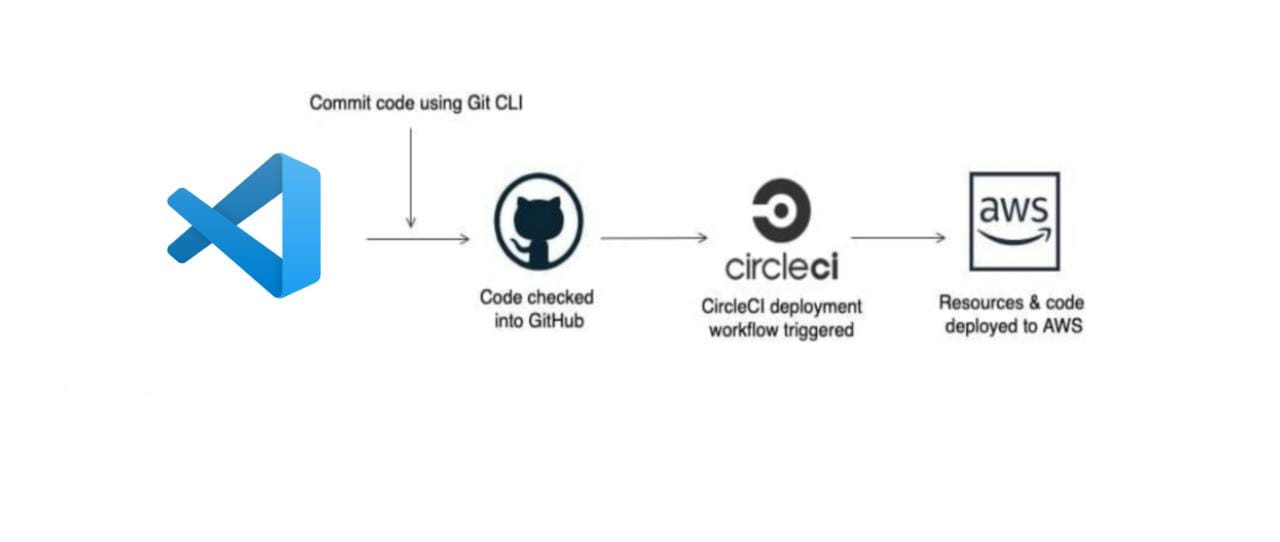 Commit code using Git CLI
Code checked
into GitHub
circleci
CircleCI deployment
workflow triggered
aws
Resources & code
deployed to AWS